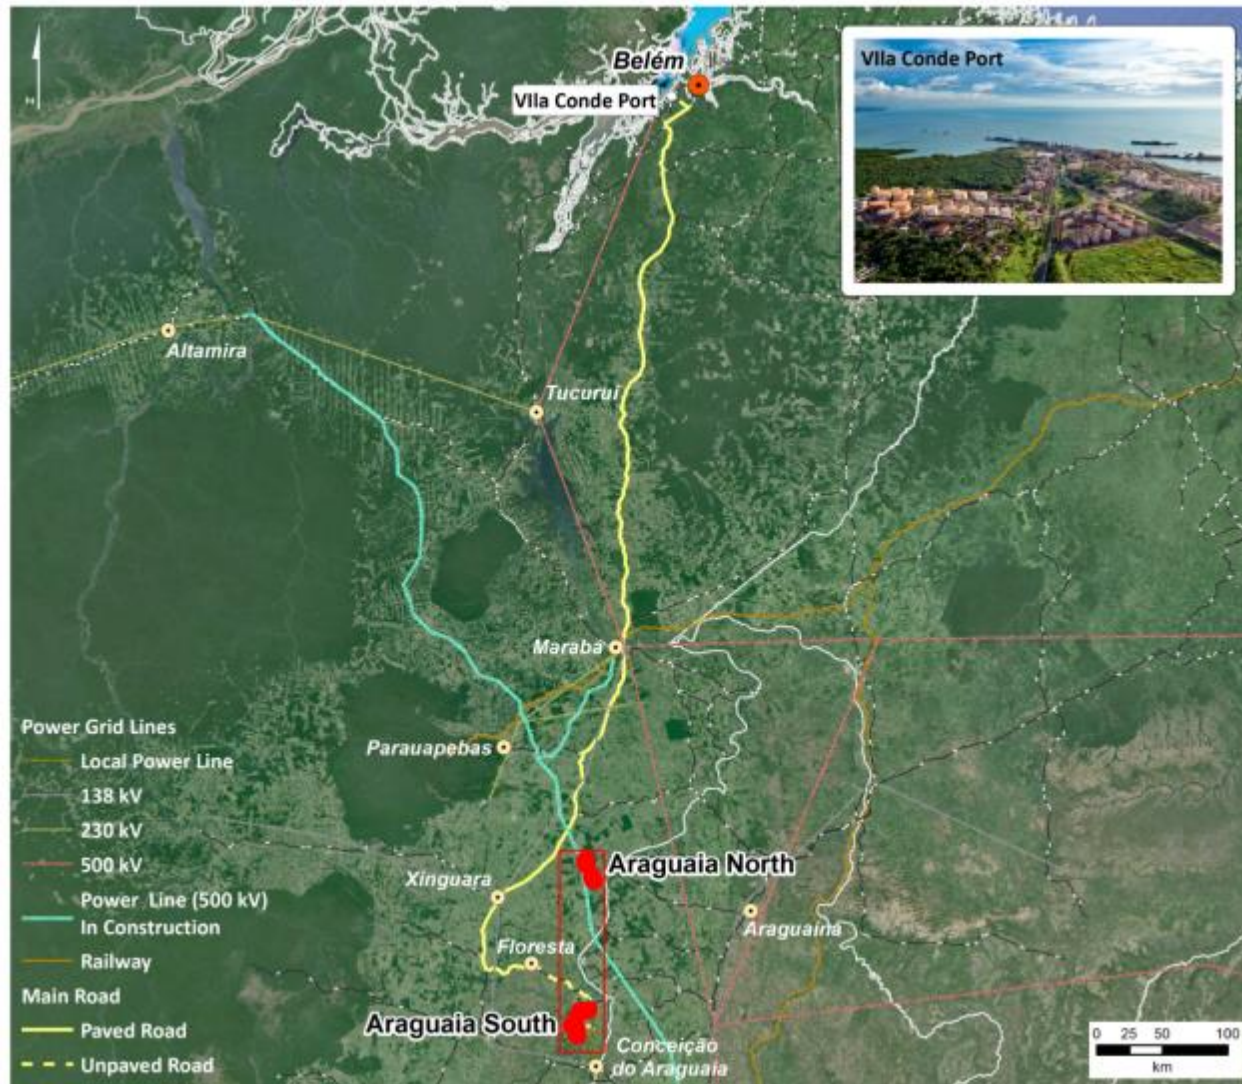 Belém
VIla Conde Port
VIla Conde Port
Altamira
Tucuruí
Marabá
Parauapebas
Power Grid Lines
Local Power Line
138 kV
230 kV
500 kV
Power Line (500 kV)
In Construction
Railway
Main Road
Paved Road
Unpaved Road
Araguaia North
Xinguara
Araguaína
Floresta
Araguaia South
Conceição
do Araguaia
0 25 50 100
km